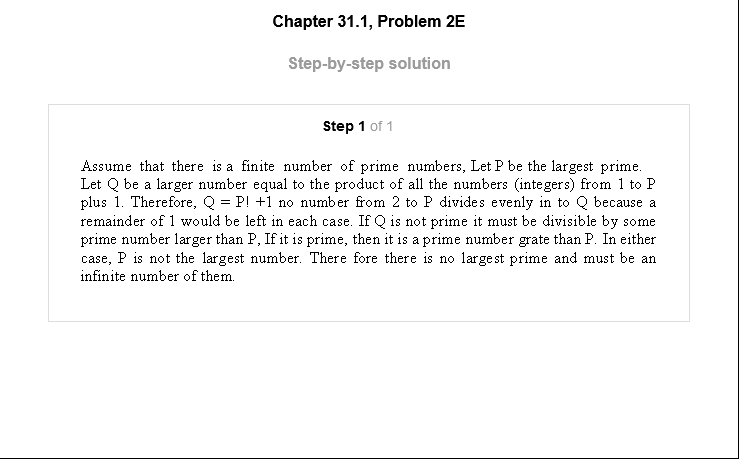 Chapter 31.1, Problem 2E
Step-by-step solution
Step 1 of 1
Assume that there is a finite number of prime numbers, Let P be the largest prime.
Let Q be a larger number equal to the product of all the numbers (integers) from 1 to P
plus 1. Therefore, Q = P! +1 no number from 2 to P divides evenly in to Q because a
remainder of 1 would be left in each case. If Q is not prime it must be divisible by some
prime number larger than P, If it is prime, then it is a prime number grate than P. In either
case, P is not the largest number. There fore there is no largest prime and must be an
infinite number of them.